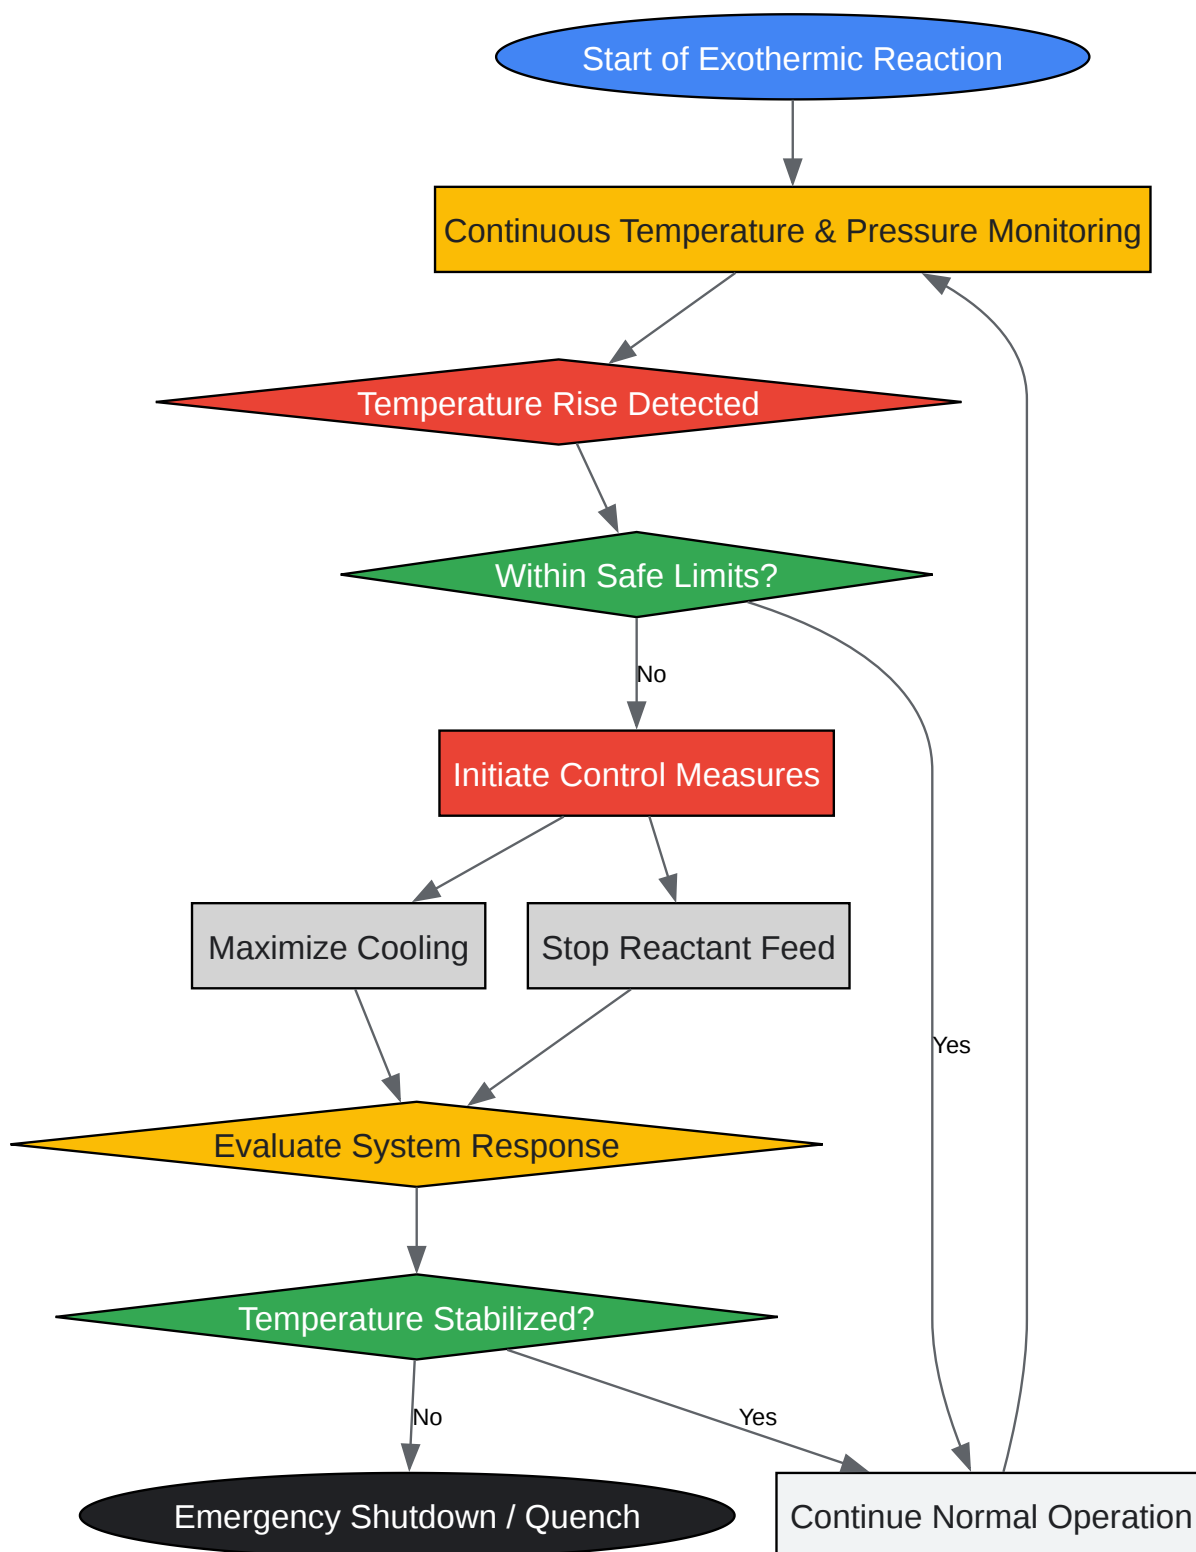 Start of Exothermic Reaction
Continuous Temperature & Pressure Monitoring
Temperature Rise Detected
Within Safe Limits?
No
Initiate Control Measures
Maximize Cooling
Stop Reactant Feed
Yes
Evaluate System Response
Temperature Stabilized?
No
Yes
Emergency Shutdown / Quench
Continue Normal Operation